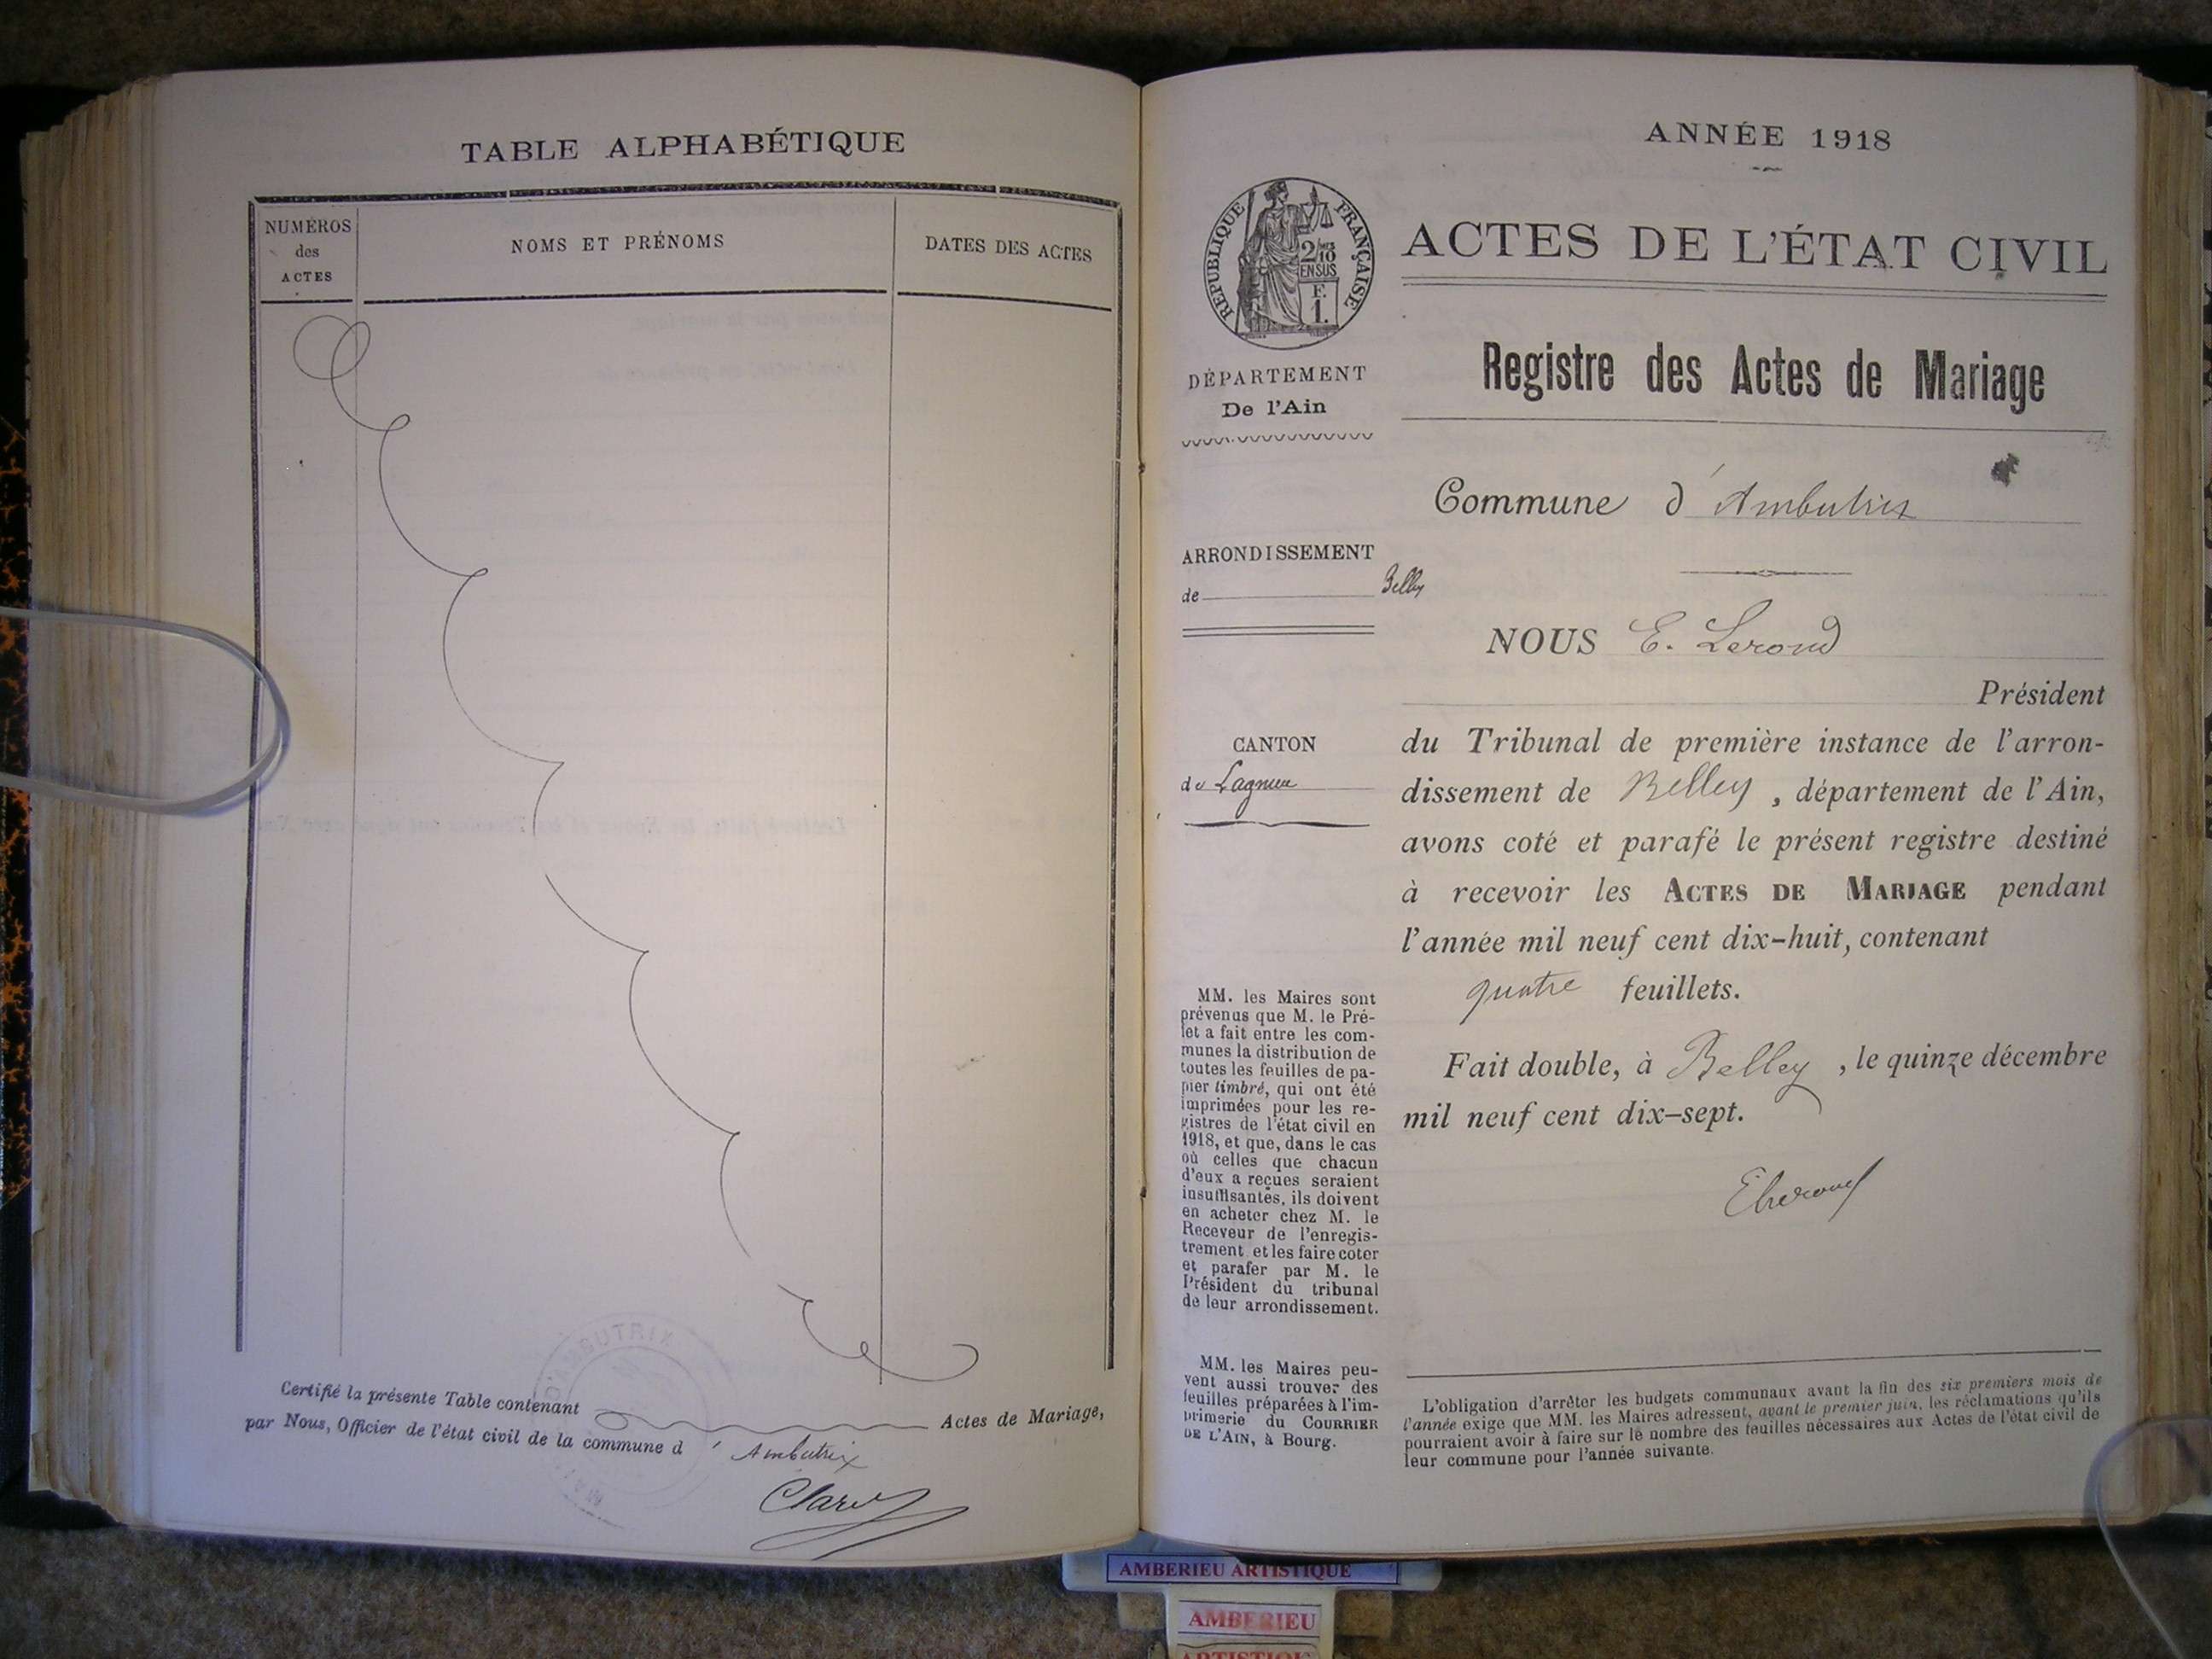 TABLE ALPHABÉTIQUE
NUMÉROS
des
ACTES
NOMS ET PRÉNOMS
DATES DES ACTES
Certifié la présente Table contenant Actes de Mariage,
par Nous, Officier de l'état civil de la commune d'Ambutrix
Claret
ANNÉE 1918
RÉPUBLIQUE FRANÇAISE
2/10
EN SUS
F.
1.
ACTES DE L'ÉTAT CIVIL
DÉPARTEMENT
De l'Ain
Registre des Actes de Mariage
Commune d'Ambutrix
ARRONDISSEMENT
de Belley
NOUS E. Lerond
Président
CANTON
de Lagnieu
du Tribunal de première instance de l'arron-
dissement de Belley, département de l'Ain,
avons coté et parafé le présent registre destiné
à recevoir les ACTES DE MARIAGE pendant
l'année mil neuf cent dix-huit, contenant
quatre feuillets.
Fait double, à Belley, le quinze décembre
mil neuf cent dix-sept.
ELerond
MM. les Maires sont
prévenus que M. le Pré-
fet a fait entre les com-
munes la distribution de
toutes les feuilles de pa-
pier timbré, qui ont été
imprimées pour les re-
gistres de l'état civil en
1918, et que, dans le cas
où celles que chacun
d'eux a reçues seraient
insuffisantes, ils doivent
en acheter chez M. le
Receveur de l'enregis-
trement et les faire coter
et parafer par M. le
Président du tribunal
de leur arrondissement.
MM. les Maires peu-
vent aussi trouver des
feuilles préparées à l'im-
primerie du COURRIER
DE L'AIN, à Bourg.
L'obligation d'arrêter les budgets communaux avant la fin des six premiers mois de
l'année exige que MM. les Maires adressent, avant le premier juin, les réclamations qu'ils
pourraient avoir à faire sur le nombre des feuilles nécessaires aux Actes de l'état civil de
leur commune pour l'année suivante.
AMBERIEU ARTISTIQUE
AMBERIEU
ARTISTIQUE